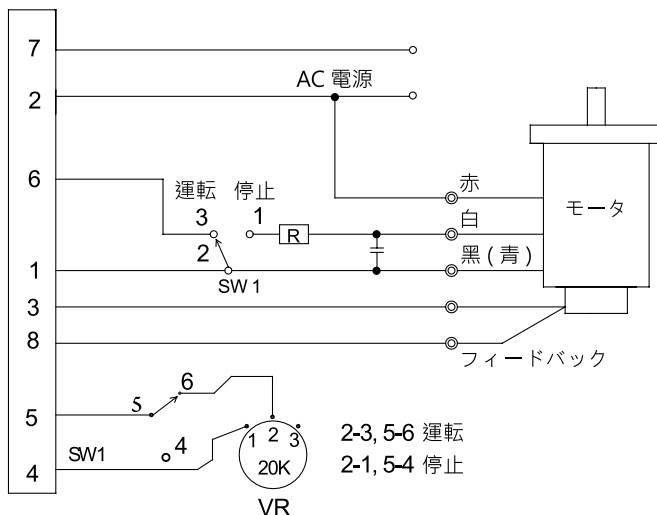 7
AC 電源
2
赤
6
運転 停止
モータ
3
1
白
R
2
黒 ( 青 )
1
SW 1
3
8
フィードバック
6
5
5
1 2 3
2-3, 5-6 運転
SW1
4
20K
2-1, 5-4 停止
4
VR